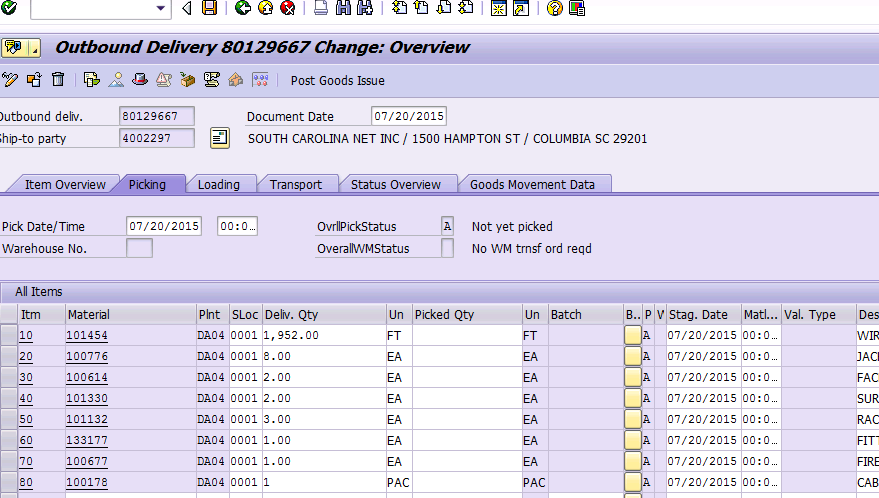 Outbound Delivery 80129667 Change: Overview
Post Goods Issue
Outbound deliv. 80129667 Document Date 07/20/2015
Ship-to party 4002297 SOUTH CAROLINA NET INC / 1500 HAMPTON ST / COLUMBIA SC 29201
Item Overview Picking Loading Transport Status Overview Goods Movement Data
Pick Date/Time 07/20/2015 00:0... OvrllPickStatus A Not yet picked
Warehouse No. OverallWMStatus No WM trnsf ord reqd
All Items
Itm Material Plnt SLoc Deliv. Qty Un Picked Qty Un Batch B.. P V Stag. Date Matl... Val. Type Des
10 101454 DA04 0001 1,952.00 FT FT A 07/20/2015 00:0... WIR
20 100776 DA04 0001 8.00 EA EA A 07/20/2015 00:0... JACK
30 100614 DA04 0001 2.00 EA EA A 07/20/2015 00:0... FAC
40 101330 DA04 0001 2.00 EA EA A 07/20/2015 00:0... SUR
50 101132 DA04 0001 3.00 EA EA A 07/20/2015 00:0... RAC
60 133177 DA04 0001 1.00 EA EA A 07/20/2015 00:0... FITT
70 100677 DA04 0001 1.00 EA EA A 07/20/2015 00:0... FIRE
80 100178 DA04 0001 1 PAC PAC A 07/20/2015 00:0... CAB